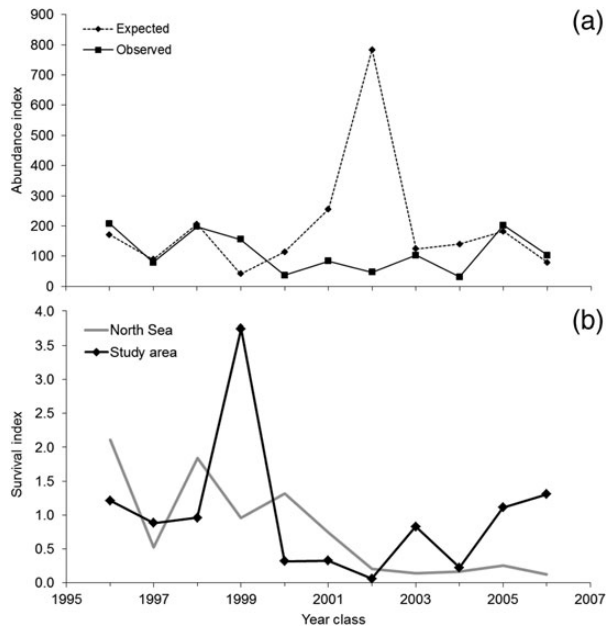 (a)
900
800
700
600
500
400
300
200
100
0
Abundance index
Expected
Observed
(b)
4.0
3.5
3.0
2.5
2.0
1.5
1.0
0.5
0.0
Survival index
North Sea
Study area
1995 1997 1999 2001 2003 2005 2007
Year class